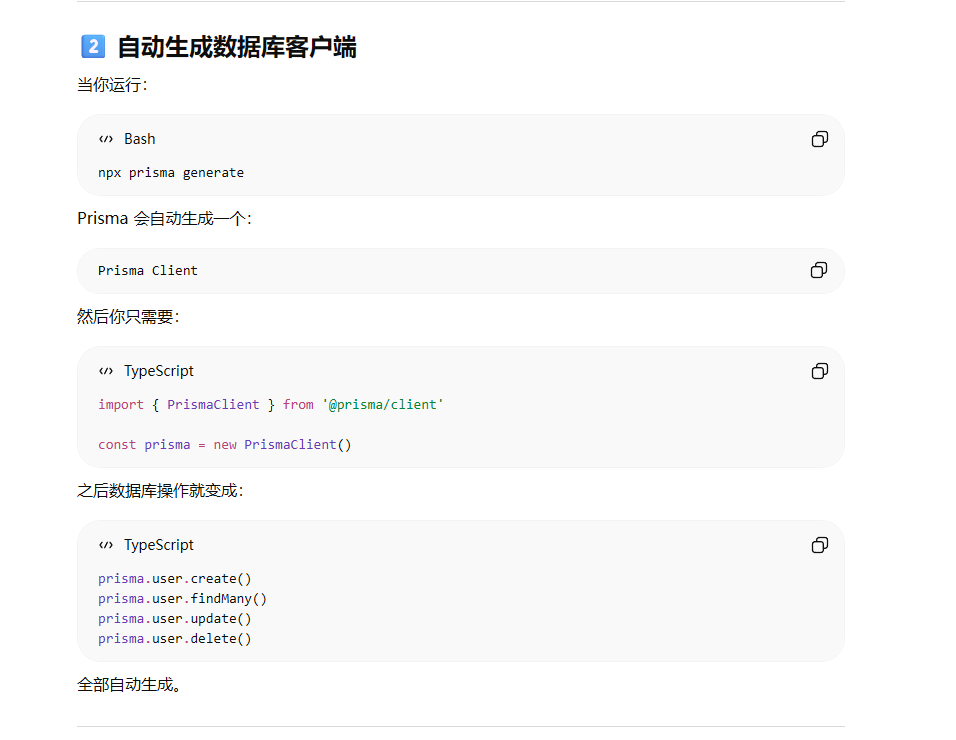 2 自动生成数据库客户端
当你运行：
Bash
npx prisma generate
Prisma 会自动生成一个：
Prisma Client
然后你只需要：
TypeScript
import { PrismaClient } from '@prisma/client'
const prisma = new PrismaClient()
之后数据库操作就变成：
TypeScript
prisma.user.create()
prisma.user.findMany()
prisma.user.update()
prisma.user.delete()
全部自动生成。